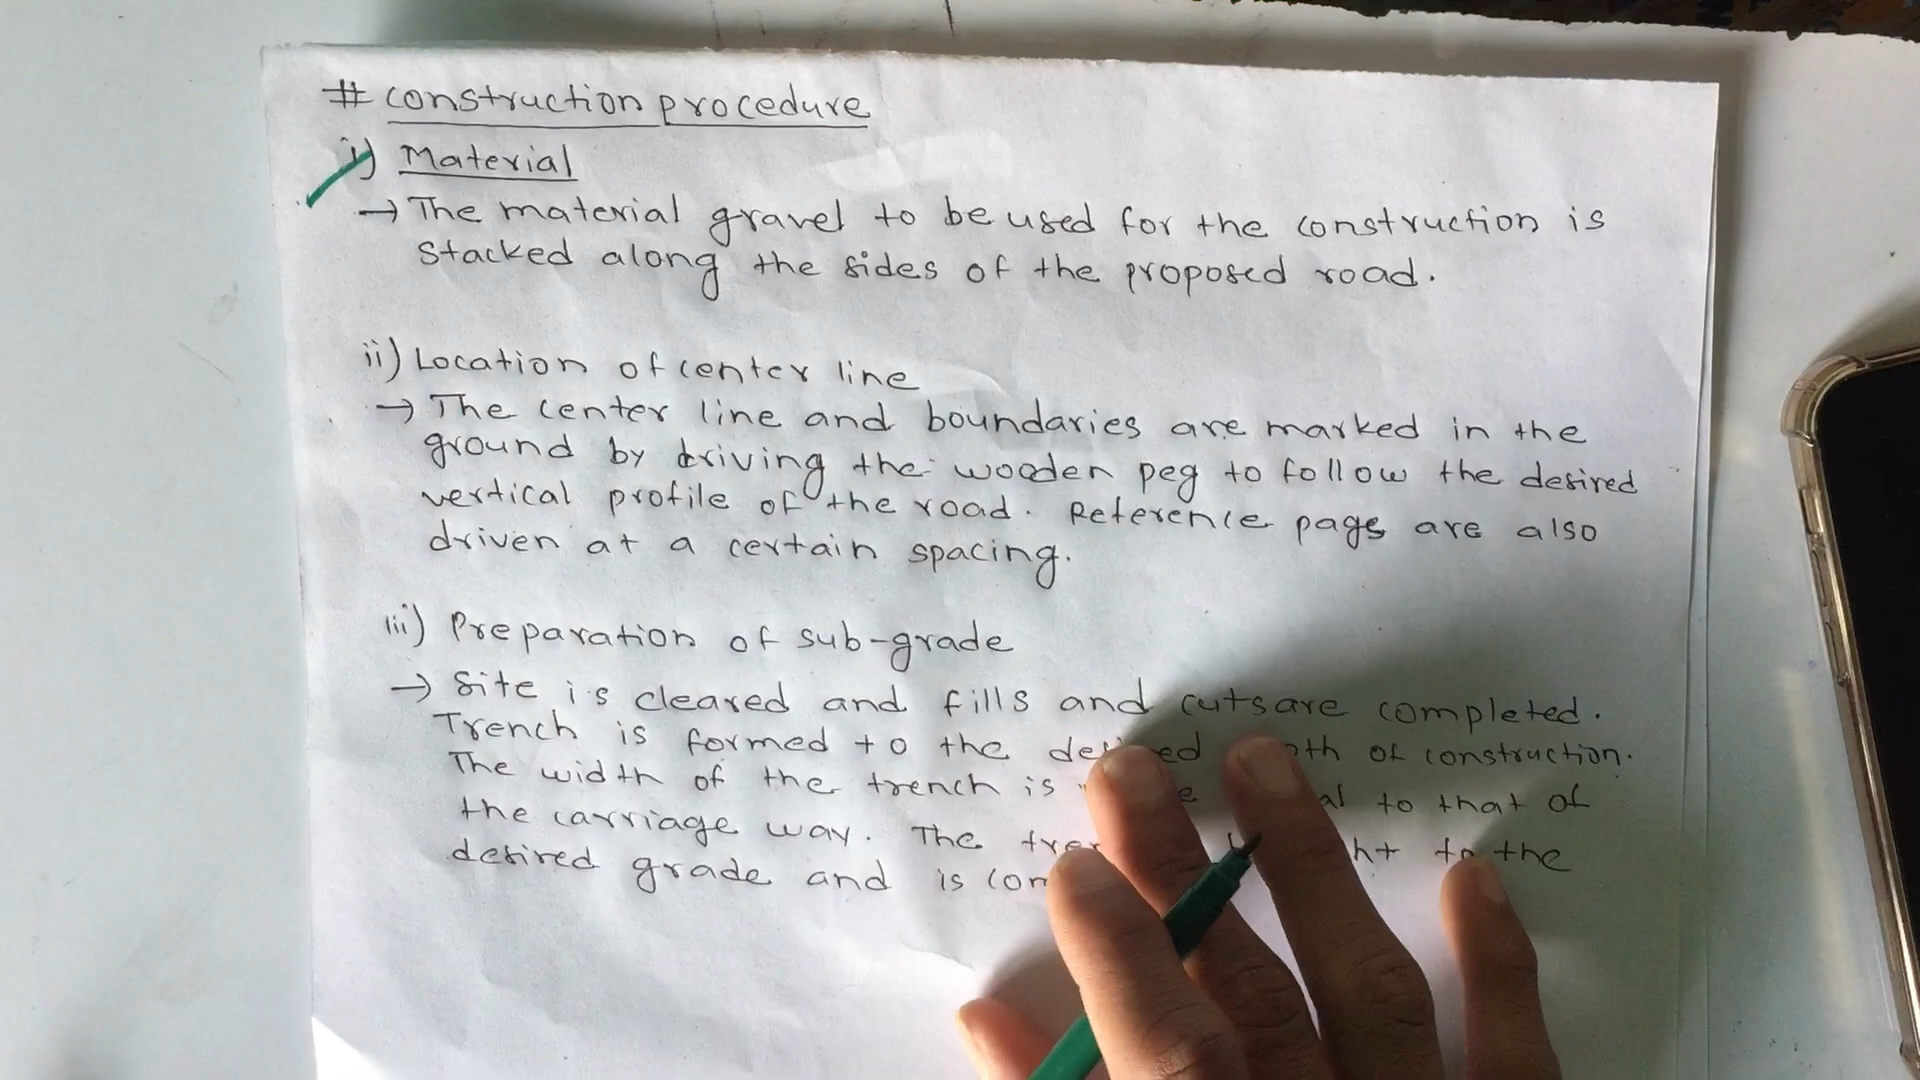 # construction procedure
i) Material
→ The material gravel to be used for the construction is
stacked along the sides of the proposed road.
ii) Location of center line
→ The center line and boundaries are marked in the
ground by driving the wooden peg to follow the desired
vertical profile of the road. Reference pags are also
driven at a certain spacing.
iii) Preparation of sub-grade
→ Site is cleared and fills and cuts are completed.
Trench is formed to the of construction.
The width of the trench is to that of
the carriage way. The to the
desired grade and is